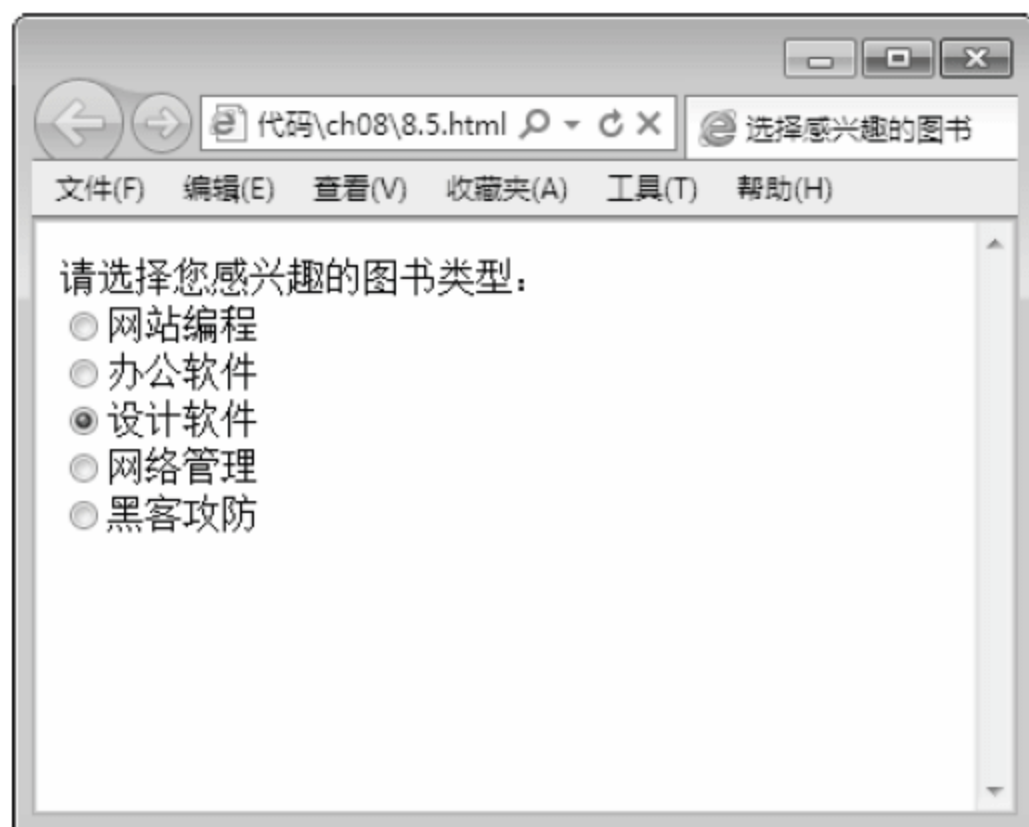 代码\ch08\8.5.html 选择感兴趣的图书
文件(F) 编辑(E) 查看(V) 收藏夹(A) 工具(T) 帮助(H)
请选择您感兴趣的图书类型：
网站编程
办公软件
设计软件
网络管理
黑客攻防